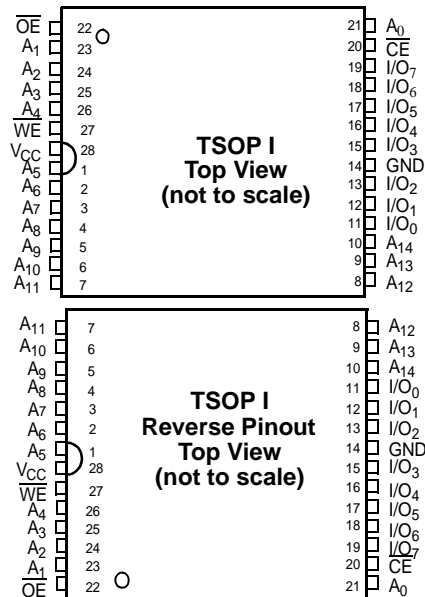 OE 22 21 A0
A1 23 20 CE
A2 24 19 I/O7
A3 25 18 I/O6
A4 26 17 I/O5
WE 27 16 I/O4
VCC 28 15 I/O3
A5 1 14 GND
A6 2 13 I/O2
A7 3 12 I/O1
A8 4 11 I/O0
A9 5 10 A14
A10 6 9 A13
A11 7 8 A12
TSOP I
Top View
(not to scale)
A11 7 8 A12
A10 6 9 A13
A9 5 10 A14
A8 4 11 I/O0
A7 3 12 I/O1
A6 2 13 I/O2
A5 1 14 GND
VCC 28 15 I/O3
WE 27 16 I/O4
A4 26 17 I/O5
A3 25 18 I/O6
A2 24 19 I/O7
A1 23 20 CE
OE 22 21 A0
TSOP I
Reverse Pinout
Top View
(not to scale)